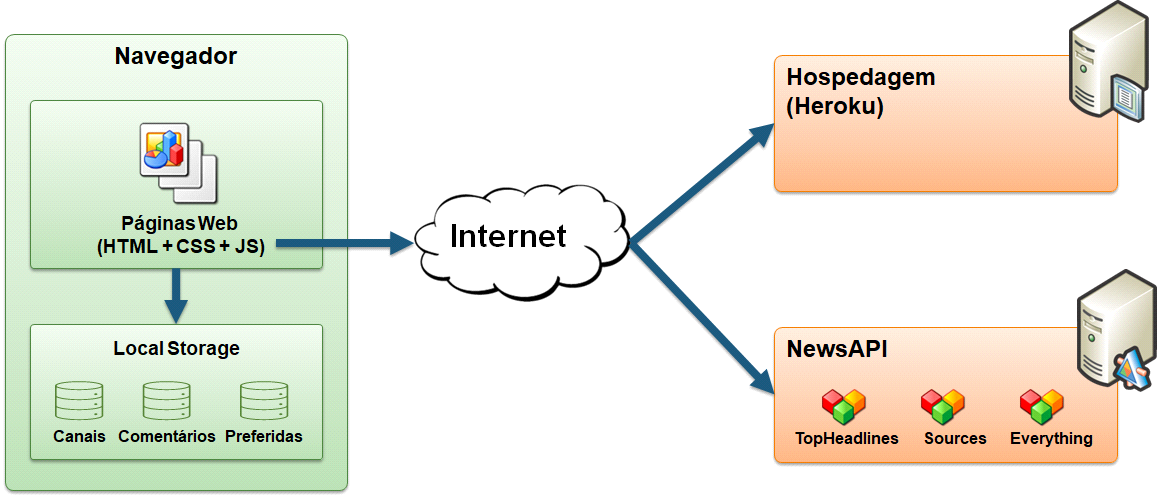 Navegador
Páginas Web
(HTML + CSS + JS)
Local Storage
Canais
Comentários
Preferidas
Internet
Hospedagem
(Heroku)
NewsAPI
TopHeadlines
Sources
Everything